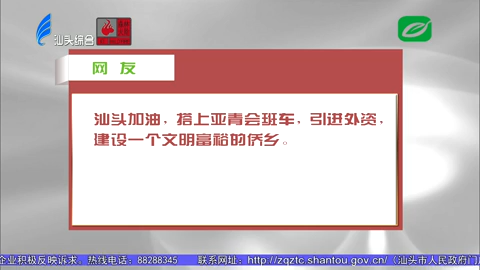 汕头综合
网友
汕头加油，搭上亚青会班车，引进外资，
建设一个文明富裕的侨乡。
企业积极反映诉求，热线电话：88288345 联系网址：http://zqztc.shantou.gov.cn/（汕头市人民政府门